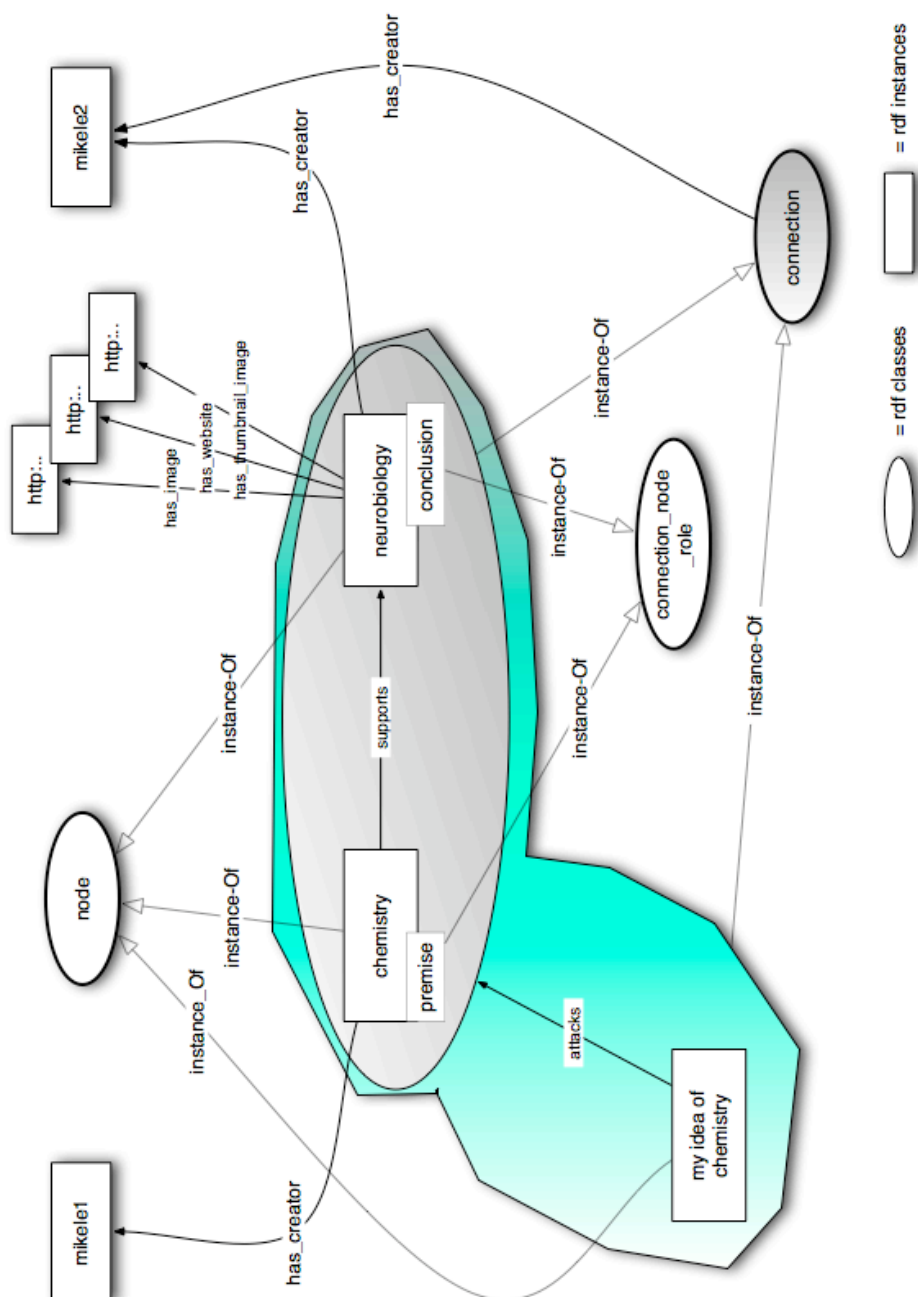 mikele1
node
http:..
http:..
http:..
mikele2
has_creator
instance_Of
instance-Of
instance-Of
has_image
has_website
has_thumbnail_image
has_creator
has_creator
chemistry
premise
supports
neurobiology
conclusion
attacks
my idea of
chemistry
instance-Of
instance-Of
instance-Of
instance-Of
connection_node
_role
connection
= rdf classes
= rdf instances